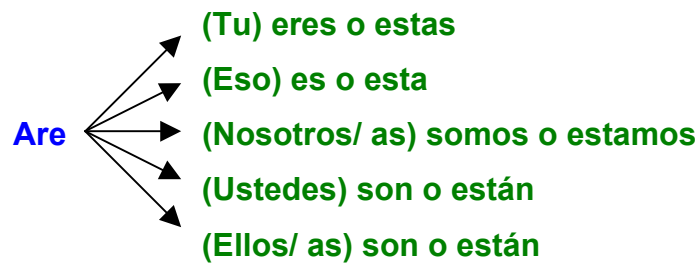 (Tu) eres o estas
(Eso) es o esta
Are
(Nosotros/ as) somos o estamos
(Ustedes) son o están
(Ellos/ as) son o están